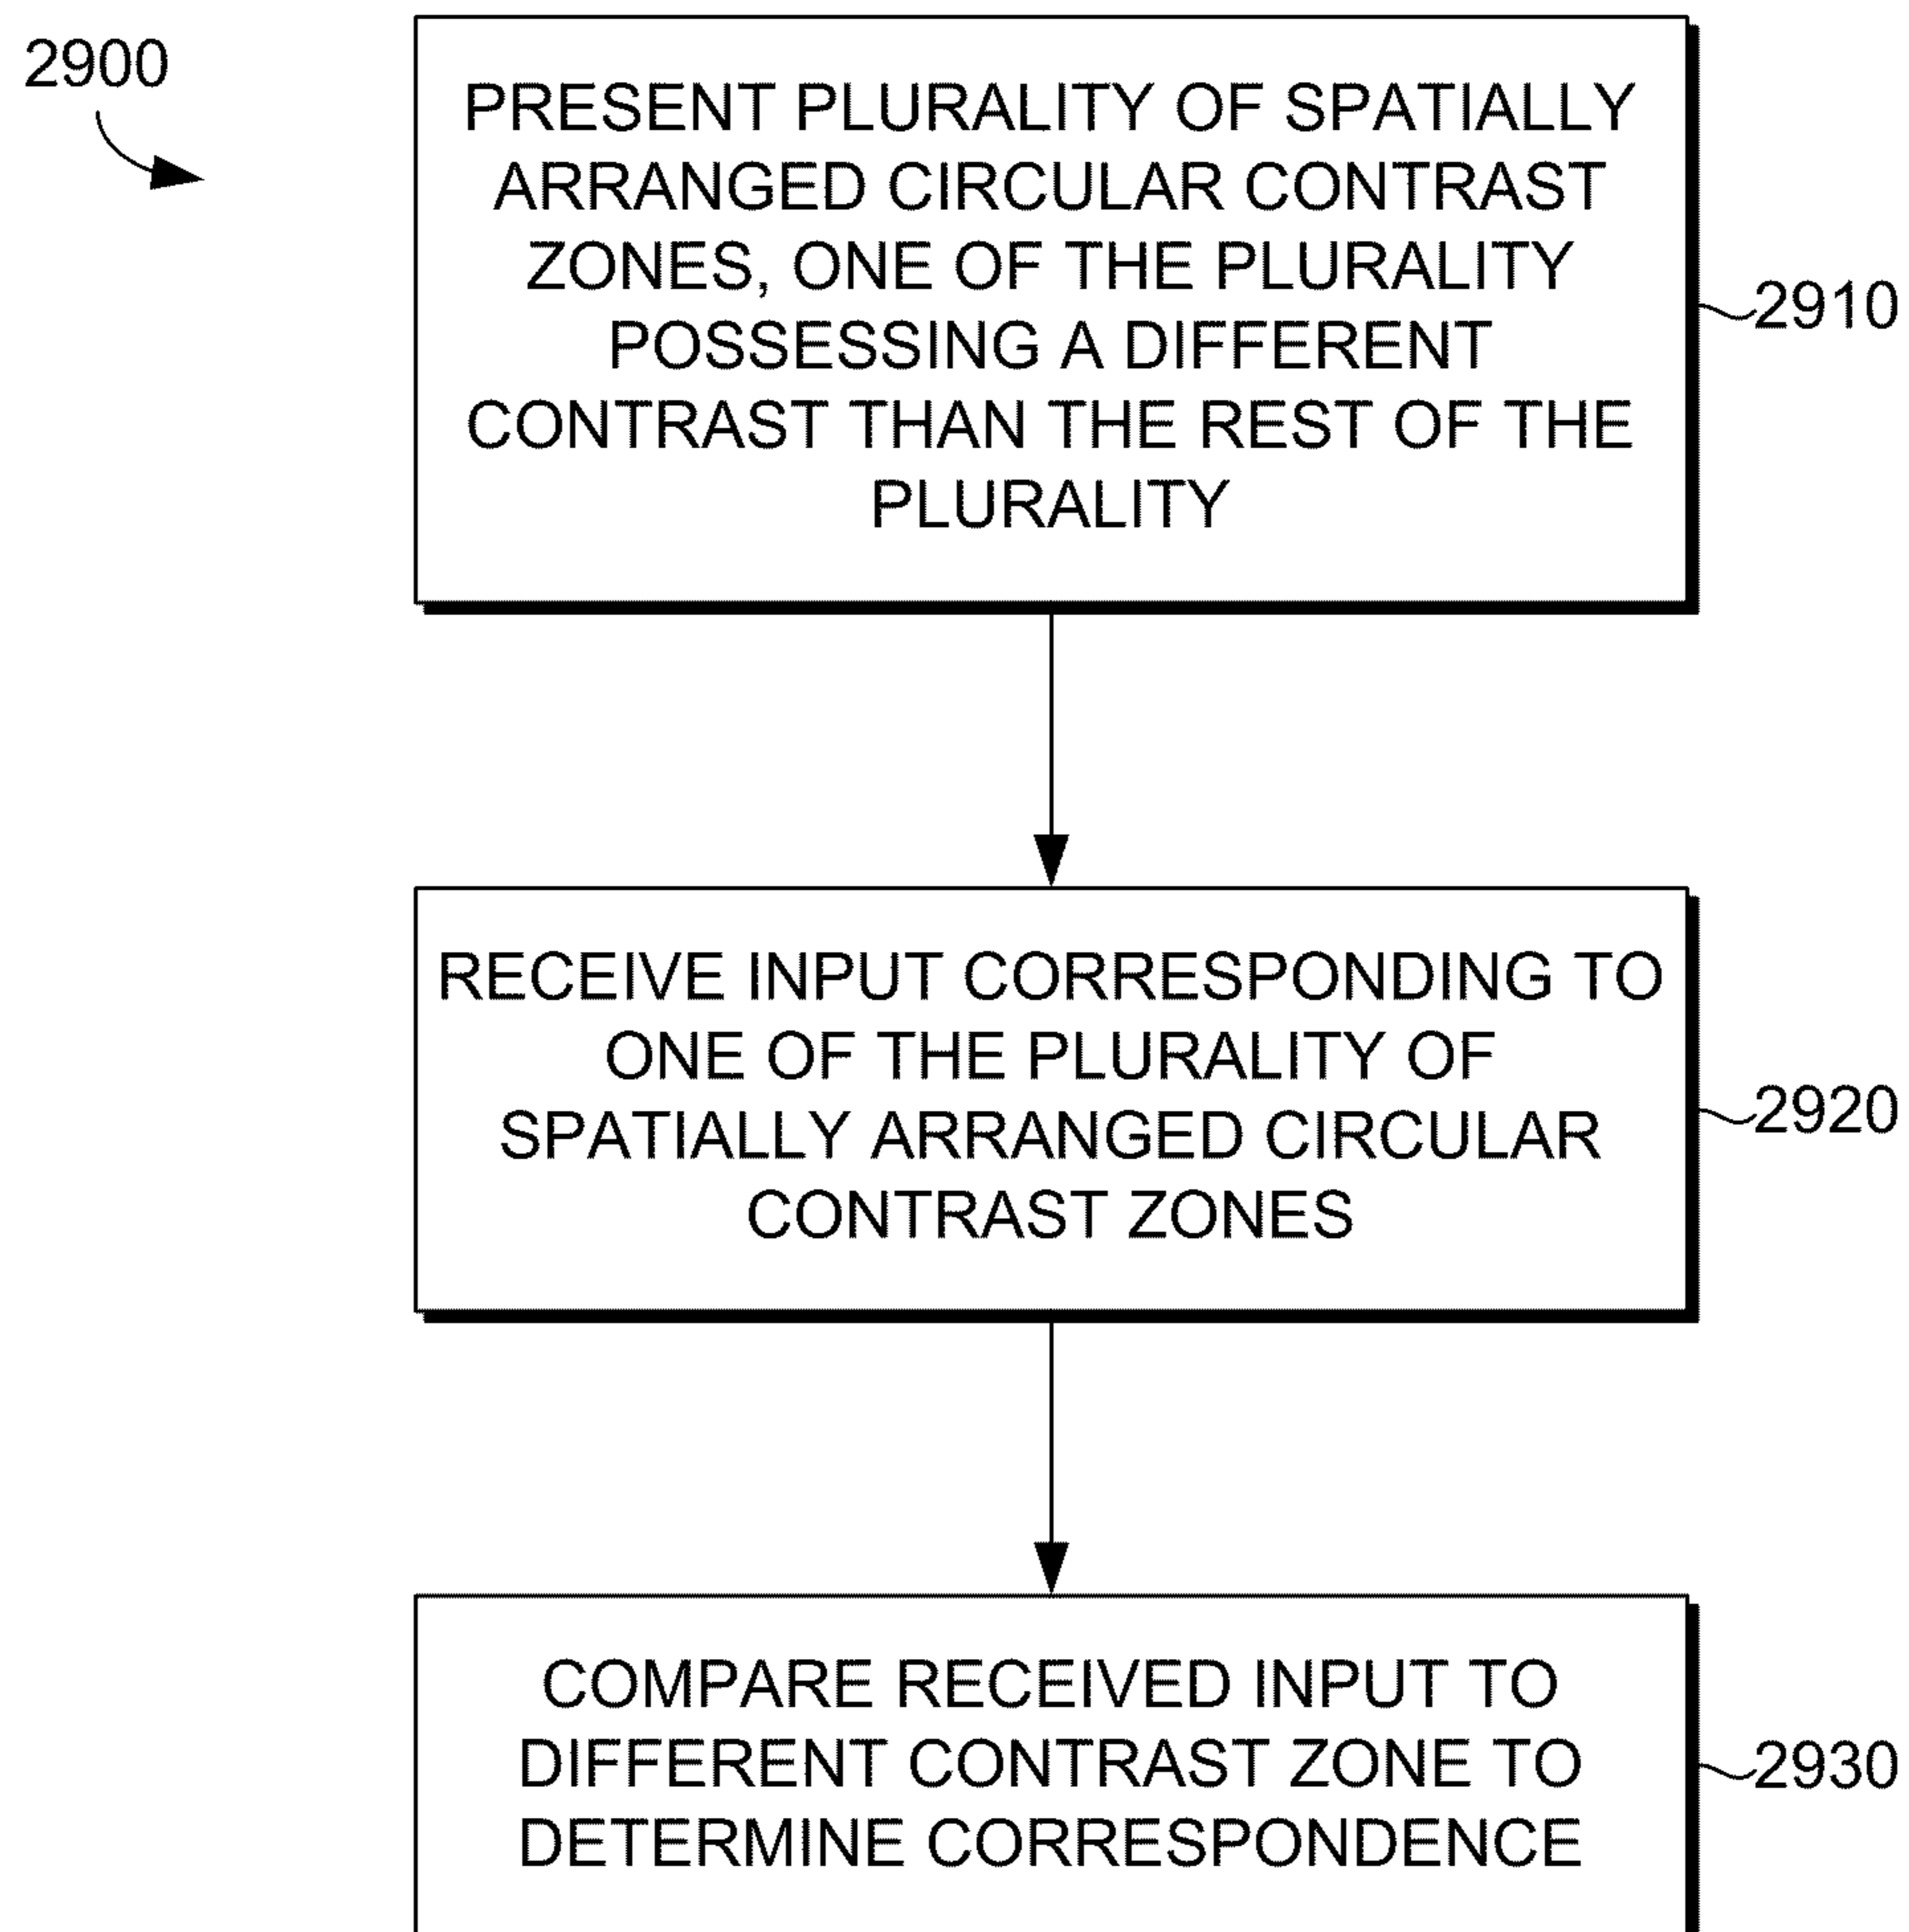 2900
PRESENT PLURALITY OF SPATIALLY
ARRANGED CIRCULAR CONTRAST
ZONES, ONE OF THE PLURALITY
POSSESSING A DIFFERENT
CONTRAST THAN THE REST OF THE
PLURALITY
2910
RECEIVE INPUT CORRESPONDING TO
ONE OF THE PLURALITY OF
SPATIALLY ARRANGED CIRCULAR
CONTRAST ZONES
2920
COMPARE RECEIVED INPUT TO
DIFFERENT CONTRAST ZONE TO
DETERMINE CORRESPONDENCE
2930